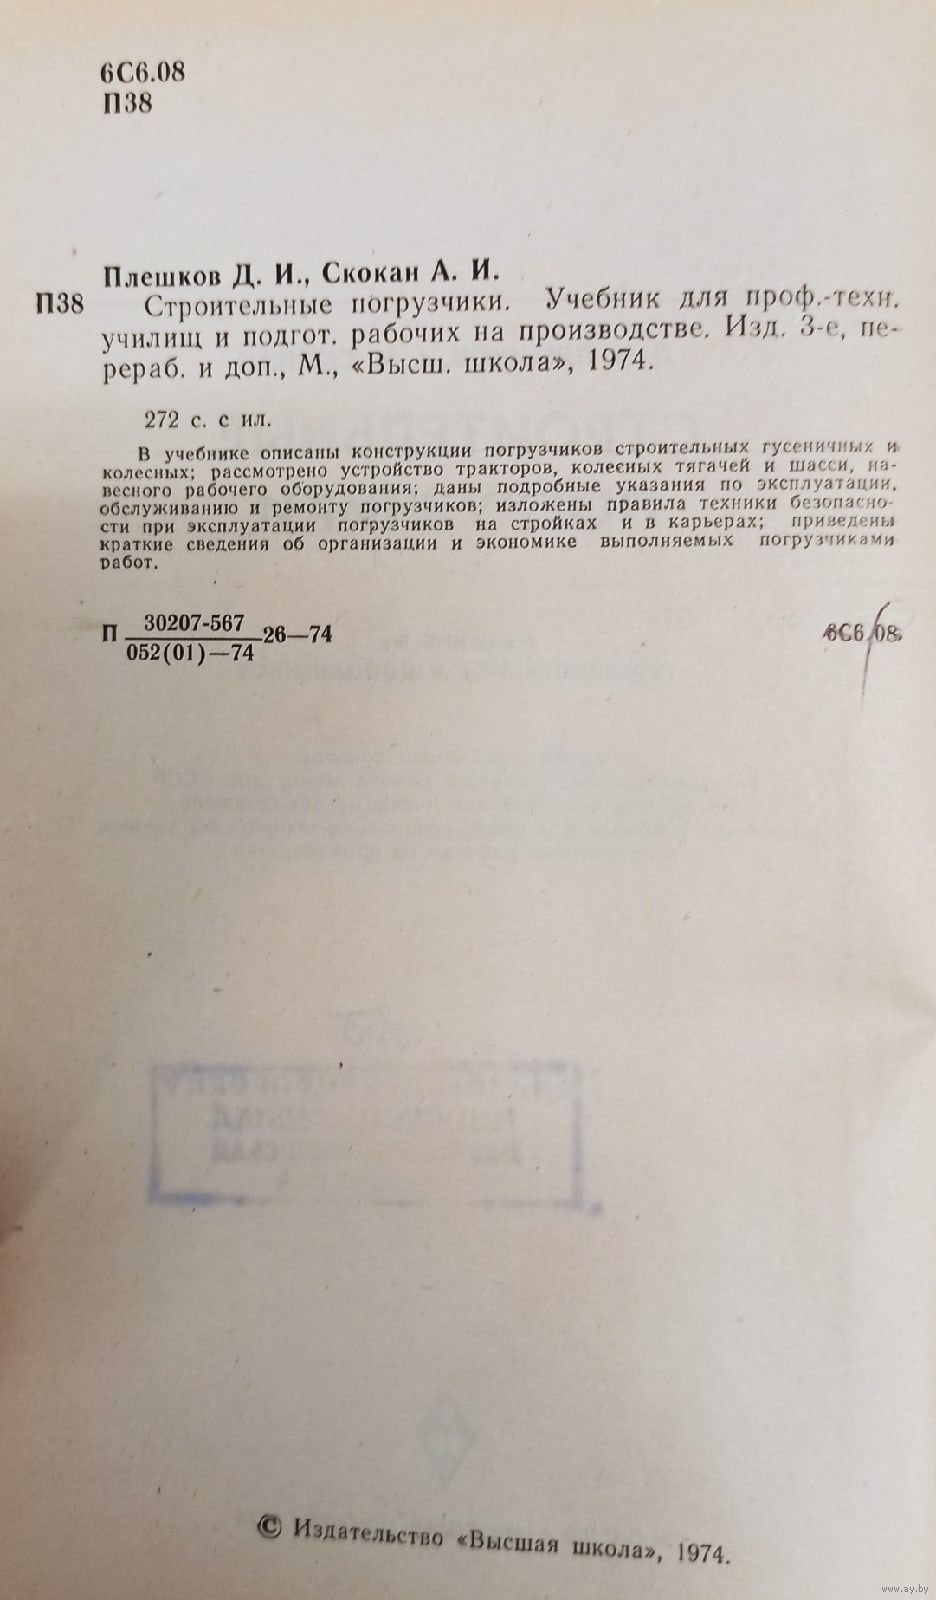 6С6.08
П38
Плешков Д. И., Скокан А. И.
П38 Строительные погрузчики. Учебник для проф.-техн.
училищ и подгот. рабочих на производстве. Изд. 3-е, пе-
рераб. и доп., М., «Высш. школа», 1974.
272 с. с ил.
В учебнике описаны конструкции погрузчиков строительных гусеничных и
колесных; рассмотрено устройство тракторов, колесных тягачей и шасси, на-
весного рабочего оборудования; даны подробные указания по эксплуатации,
обслуживанию и ремонту погрузчиков; изложены правила техники безопасно-
сти при эксплуатации погрузчиков на стройках и в карьерах; приведены
краткие сведения об организации и экономике выполняемых погрузчиками
работ.
30207-567
П 26—74 6С6.08
052(01)—74
© Издательство «Высшая школа», 1974.
www.ay.by